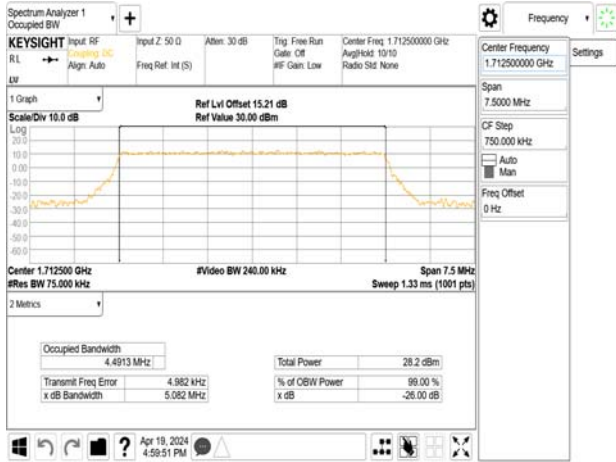 Spectrum Analyzer 1
Occupied BW
KEYSIGHT
RL
Input: RF
Coupling: DC
Align: Auto
Input Z: 50 Ω
Freq Ref: Int (S)
Atten: 30 dB
Trig: Free Run
Gate: Off
#IF Gain: Low
Center Freq: 1.712500000 GHz
Avg|Hold: 10/10
Radio Std: None
1 Graph
Scale/Div 10.0 dB
Ref Lvl Offset 15.21 dB
Ref Value 30.00 dBm
Log
20.0
10.0
0.00
-10.0
-20.0
-30.0
-40.0
-50.0
-60.0
Center 1.712500 GHz
#Video BW 240.00 kHz
Span 7.5 MHz
#Res BW 75.000 kHz
Sweep 1.33 ms (1001 pts)
2 Metrics
Occupied Bandwidth
4.4913 MHz
Total Power 28.2 dBm
Transmit Freq Error 4.982 kHz
% of OBW Power 99.00 %
x dB Bandwidth 5.082 MHz
x dB -26.00 dB
Apr 19, 2024
4:59:51 PM
Frequency
Center Frequency
1.712500000 GHz
Settings
Span
7.5000 MHz
CF Step
750.000 kHz
Auto
Man
Freq Offset
0 Hz